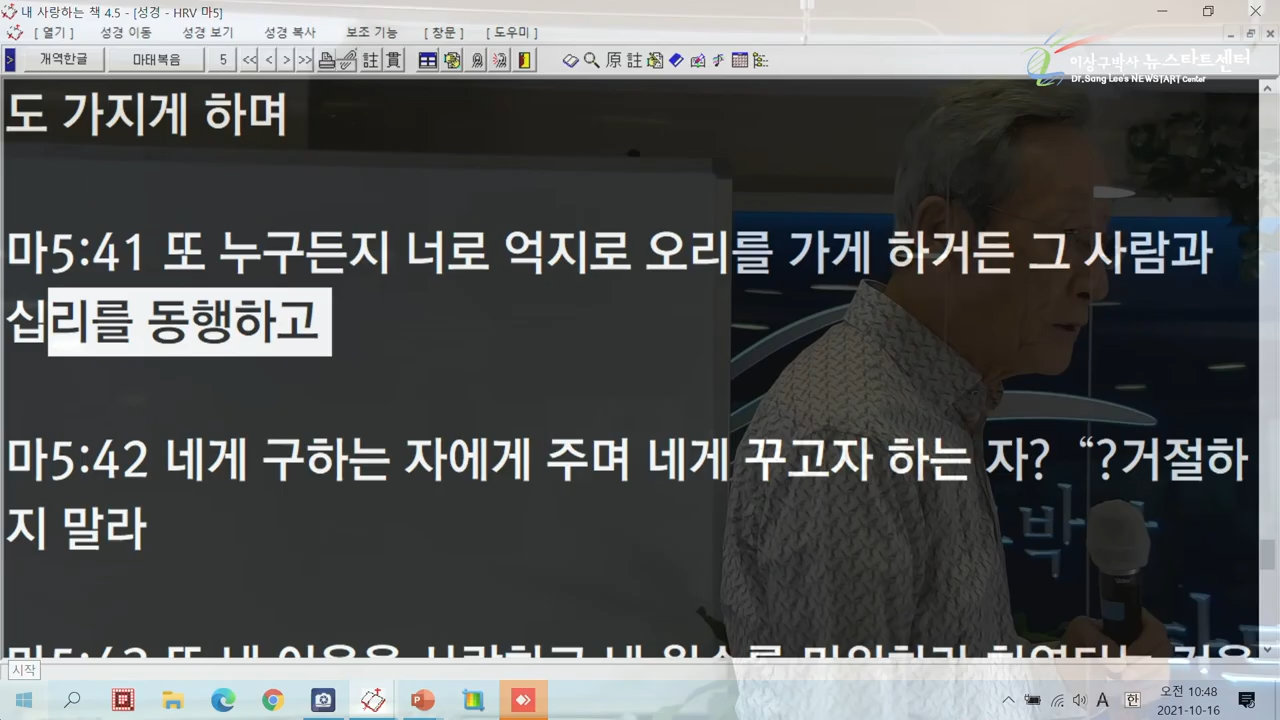 내 사랑하는 책 4.5 - [성경 - HRV 마5]
[ 열기 ] 성경 이동 성경 보기 성경 복사 보조 기능 [ 창문 ] [ 도우미 ]
개역한글 마태복음 5 << < > >> 註 貫 原 註
이상구박사 뉴스타트센터
Dr.Sang Lee's NEWSTART Center
도 가지게 하며
마5:41 또 누구든지 너로 억지로 오리를 가게 하거든 그 사람과
십리를 동행하고
마5:42 네게 구하는 자에게 주며 네게 꾸고자 하는 자? “?거절하
지 말라
시작
A 한 오전 10:48
2021-10-16